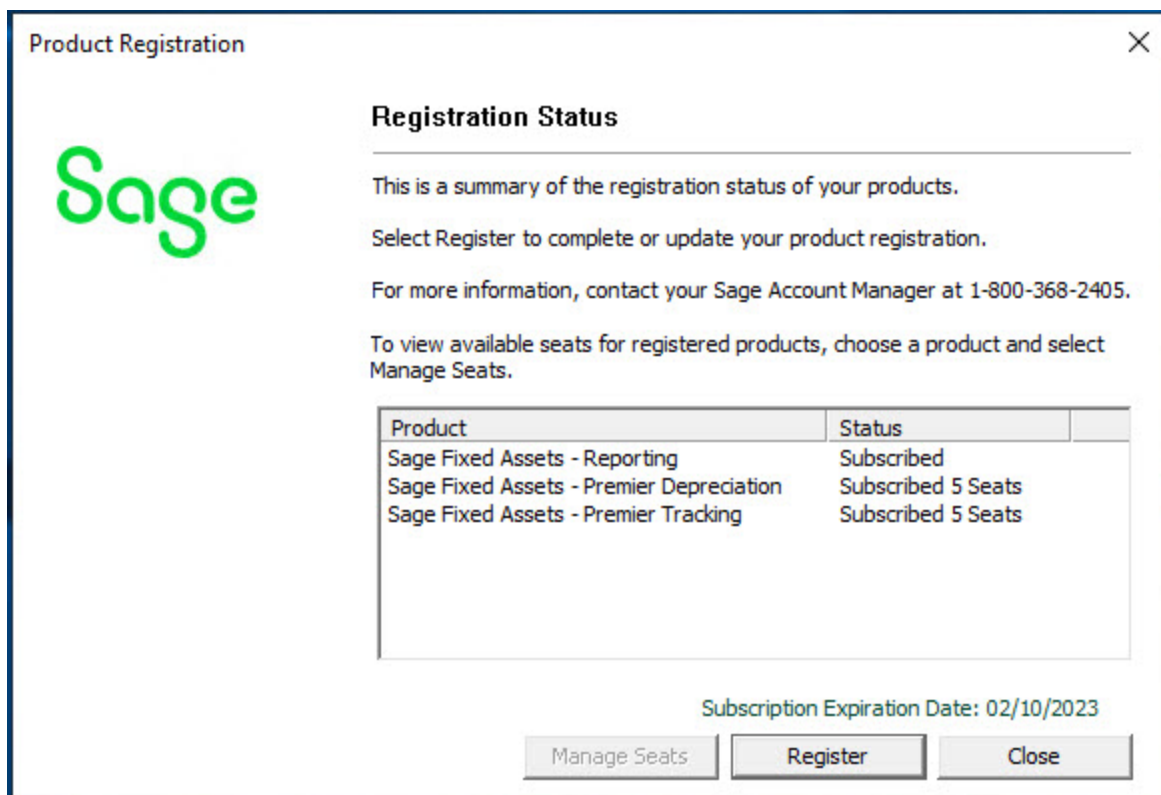 Product Registration
Sage
Registration Status
This is a summary of the registration status of your products.
Select Register to complete or update your product registration.
For more information, contact your Sage Account Manager at 1-800-368-2405.
To view available seats for registered products, choose a product and select
Manage Seats.
Product Status
Sage Fixed Assets - Reporting Subscribed
Sage Fixed Assets - Premier Depreciation Subscribed 5 Seats
Sage Fixed Assets - Premier Tracking Subscribed 5 Seats
Subscription Expiration Date: 02/10/2023
Manage Seats Register Close